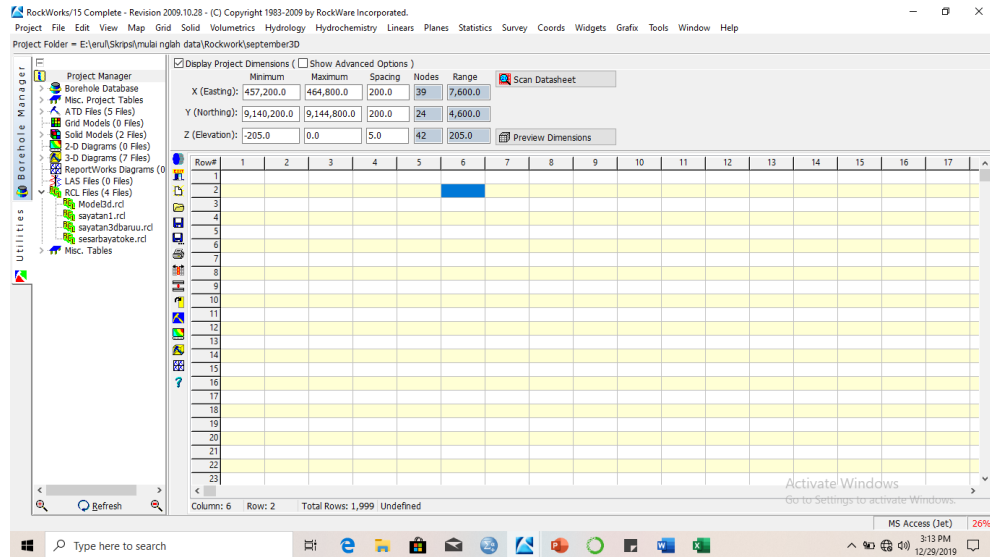 RockWorks/15 Complete - Revision 2009.10.28 - (C) Copyright 1983-2009 by RockWare Incorporated.
Project File Edit View Map Grid Solid Volumetrics Hydrology Hydrochemistry Linears Planes Statistics Survey Coords Widgets Grafix Tools Window Help
Project Folder = E:\erul\Skripsi\mulai nglah data\Rockwork\september3D
Borehole Manager
Utilities
Project Manager
Borehole Database
Misc. Project Tables
ATD Files (5 Files)
Grid Models (0 Files)
Solid Models (2 Files)
2-D Diagrams (0 Files)
3-D Diagrams (7 Files)
ReportWorks Diagrams (0
LAS Files (0 Files)
RCL Files (4 Files)
Model3d.rcl
sayatan1.rcl
sayatan3dbaruu.rcl
sesarbayatoke.rcl
Misc. Tables
Refresh
Display Project Dimensions ( Show Advanced Options )
Minimum Maximum Spacing Nodes Range
Scan Datasheet
X (Easting): 457,200.0 464,800.0 200.0 39 7,600.0
Y (Northing): 9,140,200.0 9,144,800.0 200.0 24 4,600.0
Z (Elevation): -205.0 0.0 5.0 42 205.0
Preview Dimensions
Row# 1 2 3 4 5 6 7 8 9 10 11 12 13 14 15 16 17
1
2
3
4
5
6
7
8
9
10
11
12
13
14
15
16
17
18
19
20
21
22
23
Activate Windows
Go to Settings to activate Windows.
Column: 6 Row: 2 Total Rows: 1,999 Undefined
MS Access (Jet) 26%
Type here to search
3:13 PM
12/29/2019